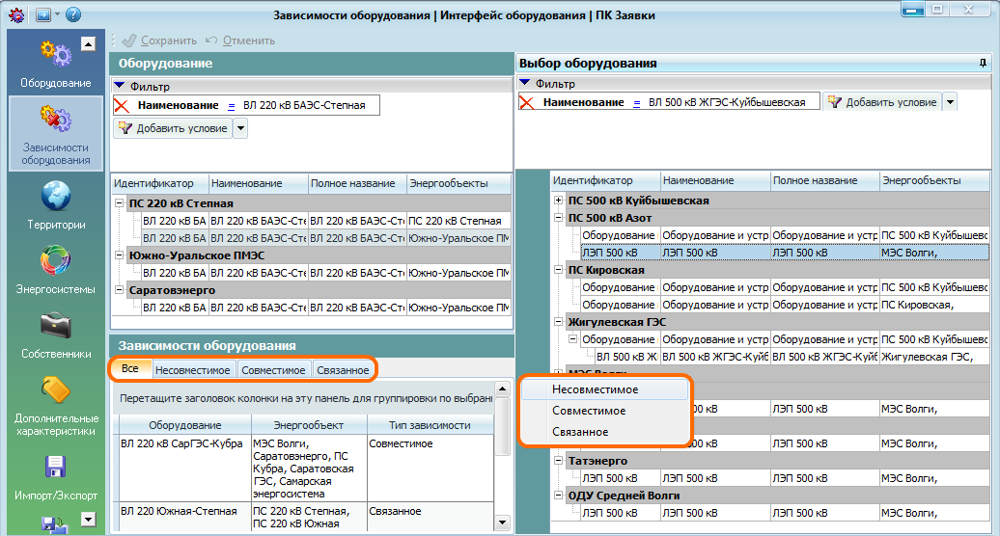 Зависимости оборудования | Интерфейс оборудования | ПК Заявки
Оборудование
Зависимости
оборудования
Территории
Энергосистемы
Собственники
Дополнительные
характеристики
Импорт/Экспорт
Сохранить Отменить
Оборудование
Фильтр
Наименование = ВЛ 220 кВ БАЭС-Степная
Добавить условие
Идентификатор Наименование Полное название Энергообъекты
ПС 220 кВ Степная
ВЛ 220 кВ БА ВЛ 220 кВ БАЭС-Сте ВЛ 220 кВ БАЭС-Ст ПС 220 кВ Степная
ВЛ 220 кВ БА ВЛ 220 кВ БАЭС-Сте ВЛ 220 кВ БАЭС-Ст Южно-Уральское ПМ
Южно-Уральское ПМЭС
ВЛ 220 кВ БА ВЛ 220 кВ БАЭС-Сте ВЛ 220 кВ БАЭС-Ст Южно-Уральское ПМ
Саратовэнерго
ВЛ 220 кВ БА ВЛ 220 кВ БАЭС-Сте ВЛ 220 кВ БАЭС-Ст Южно-Уральское ПМ
Зависимости оборудования
Все Несовместимое Совместимое Связанное
Перетащите заголовок колонки на эту панель для группировки по выбран
Оборудование Энергообъект Тип зависимости
ВЛ 220 кВ СарГЭС-Кубра МЭС Волги, Совместимое
Саратовэнерго, ПС
Кубра, Саратовская
ГЭС, Самарская
энергосистема
ВЛ 220 Южная-Степная ПС 220 кВ Степная, Связанное
ПС 220 кВ Южная
Выбор оборудования
Фильтр
Наименование = ВЛ 500 кВ ЖГЭС-Куйбышевская
Добавить условие
Идентификатор Наименование Полное название Энергообъекты
ПС 500 кВ Куйбышевская
ПС 500 кВ Азот
Оборудование Оборудование и устр Оборудование и устр ПС 500 кВ Куйбышевс
ЛЭП 500 кВ ЛЭП 500 кВ ЛЭП 500 кВ МЭС Волги,
ПС Кировская
Оборудование Оборудование и устр Оборудование и устр ПС 500 кВ Куйбышевс
Оборудование Оборудование и устр Оборудование и устр ПС Кировская,
Жигулевская ГЭС
Оборудование Оборудование и устр Оборудование и устр ПС 500 кВ Куйбышевс
ВЛ 500 кВ Ж ВЛ 500 кВ ЖГЭС-Куйб ВЛ 500 кВ ЖГЭС-Куйб Жигулевская ГЭС,
МЭС Волги
Несовместимое
Совместимое
Связанное
00 кВ ЛЭП 500 кВ МЭС Волги,
00 кВ ЛЭП 500 кВ МЭС Волги,
Татэнерго
ЛЭП 500 кВ ЛЭП 500 кВ ЛЭП 500 кВ МЭС Волги,
ОДУ Средней Волги
ЛЭП 500 кВ ЛЭП 500 кВ ЛЭП 500 кВ МЭС Волги,